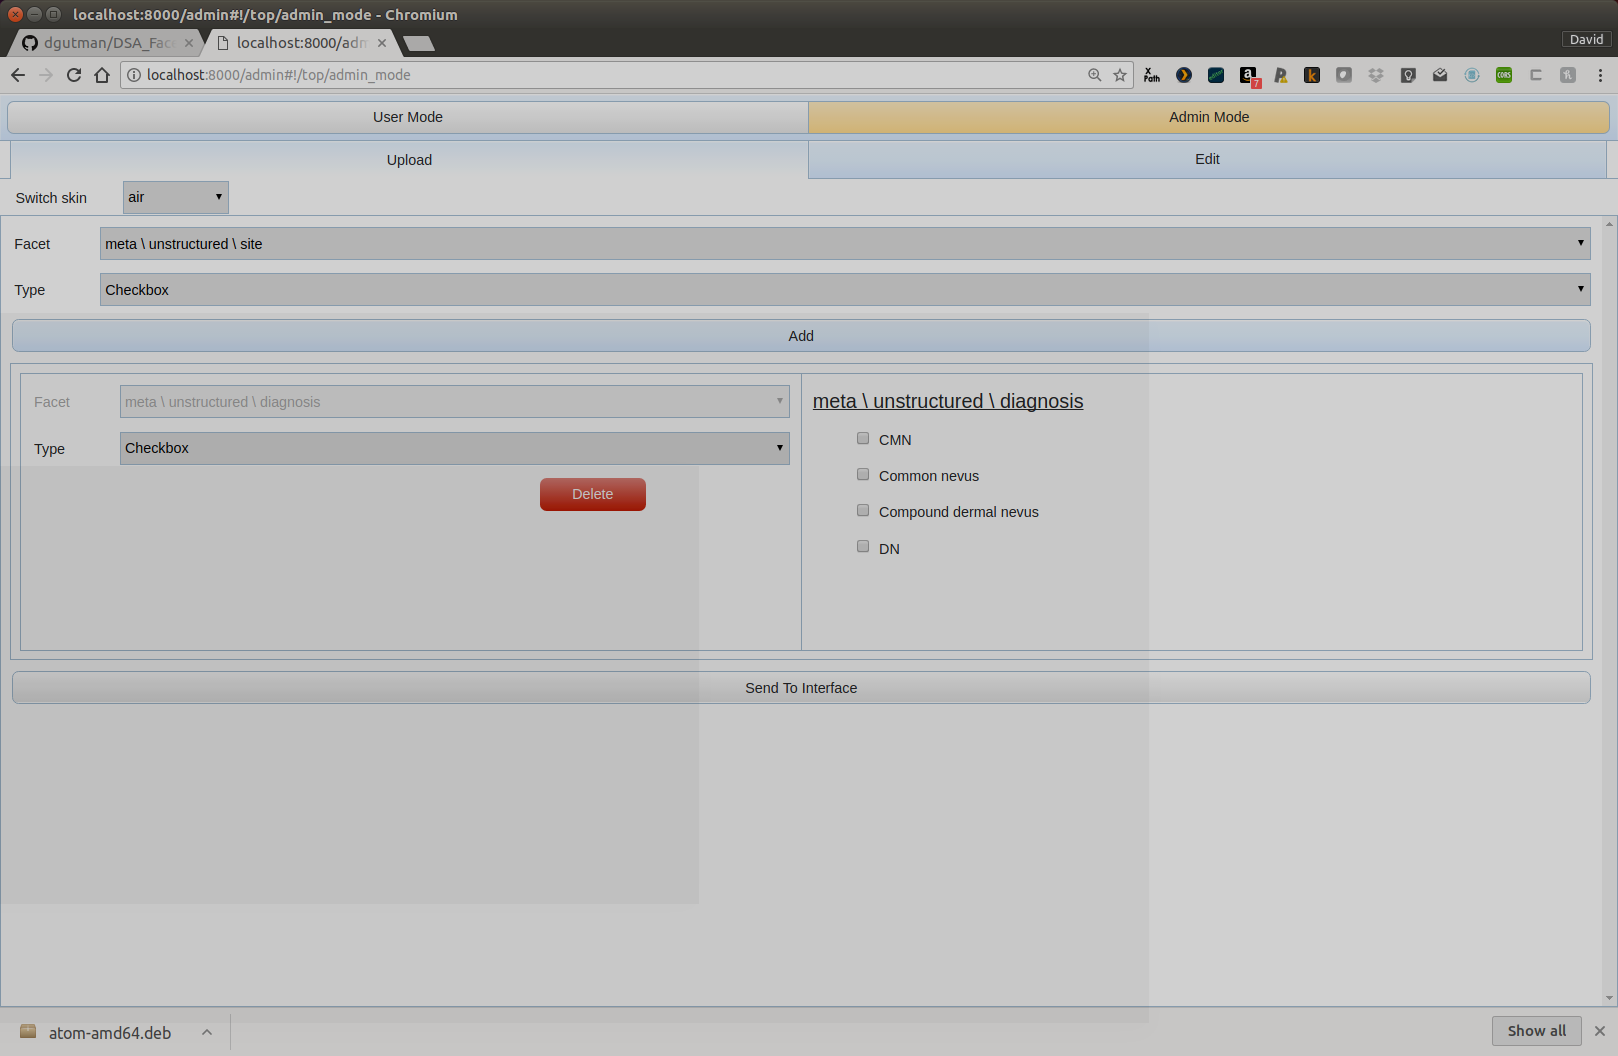 localhost:8000/admin#!/top/admin_mode - Chromium
dgutman/DSA_Fac
localhost:8000/adm
David
localhost:8000/admin#!/top/admin_mode
X
Path
a
7
k
CORS
User Mode
Admin Mode
Upload
Edit
Switch skin
air
Facet
meta \ unstructured \ site
Type
Checkbox
Add
Facet
meta \ unstructured \ diagnosis
Type
Checkbox
Delete
meta \ unstructured \ diagnosis
CMN
Common nevus
Compound dermal nevus
DN
Send To Interface
atom-amd64.deb
Show all